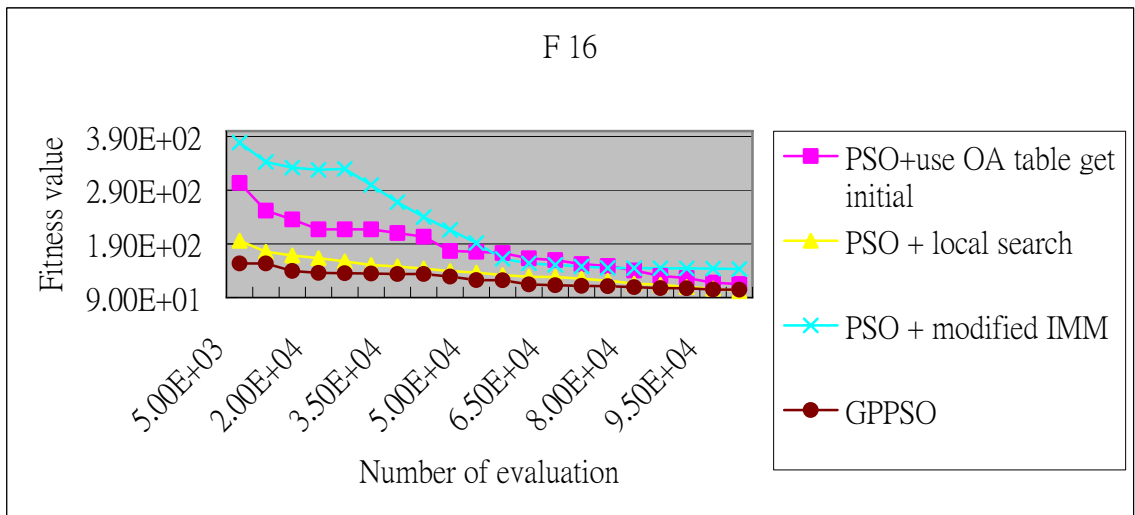 F 16
Fitness value
3.90E+02
2.90E+02
1.90E+02
9.00E+01
5.00E+03
2.00E+04
3.50E+04
5.00E+04
6.50E+04
8.00E+04
9.50E+04
Number of evaluation
PSO+use OA table get
initial
PSO + local search
PSO + modified IMM
GPPSO